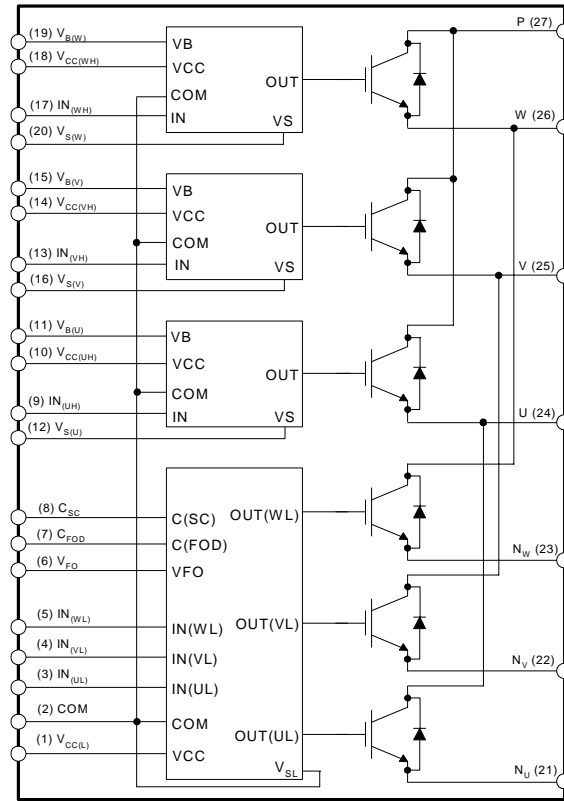 (19) VB(W)
(18) VCC(WH)
(17) IN(WH)
(20) VS(W)
VB
VCC
COM
IN
OUT
VS
P (27)
W (26)
(15) VB(V)
(14) VCC(VH)
(13) IN(VH)
(16) VS(V)
VB
VCC
COM
IN
OUT
VS
V (25)
(11) VB(U)
(10) VCC(UH)
(9) IN(UH)
(12) VS(U)
VB
VCC
COM
IN
OUT
VS
U (24)
(8) CSC
(7) CFOD
(6) VFO
(5) IN(WL)
(4) IN(VL)
(3) IN(UL)
(2) COM
(1) VCC(L)
C(SC)
C(FOD)
VFO
IN(WL)
IN(VL)
IN(UL)
COM
VCC
OUT(WL)
OUT(VL)
OUT(UL)
VSL
NW (23)
NV (22)
NU (21)